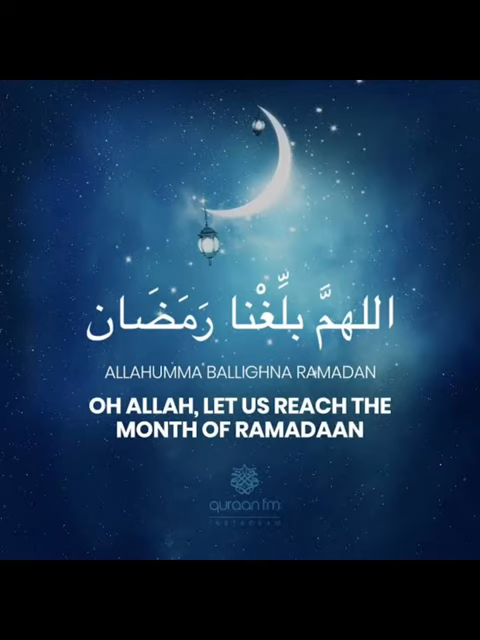 اللهمَّ بلِّغْنا رَمَضَان
ALLAHUMMA BALLIGHNA RAMADAN
OH ALLAH, LET US REACH THE
MONTH OF RAMADAAN
quraan fm
INSTAGRAM